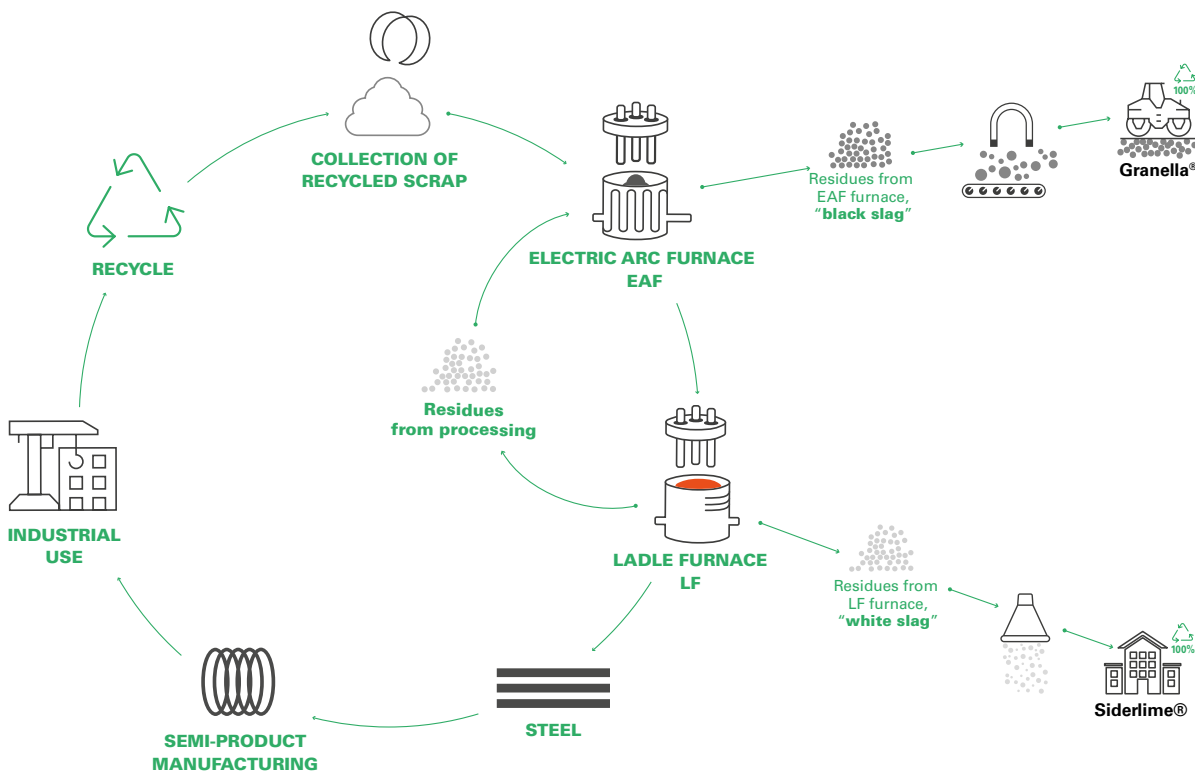 100%
Granella®
COLLECTION OF
RECYCLED SCRAP
Residues from
EAF furnace,
“black slag”
ELECTRIC ARC FURNACE
EAF
RECYCLE
Residues
from processing
INDUSTRIAL
USE
LADLE FURNACE
LF
Residues from
LF furnace,
“white slag”
100%
Siderlime®
STEEL
SEMI-PRODUCT
MANUFACTURING